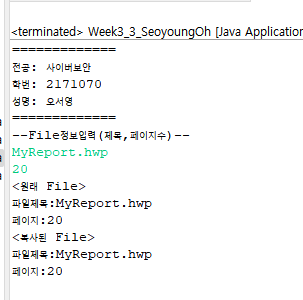 <terminated> Week3_3_SeoyoungOh [Java Application
=============
전공: 사이버보안
학번: 2171070
성명: 오서영
=============
--File정보입력(제목,페이지수)--
MyReport.hwp
20
<원래 File>
파일제목:MyReport.hwp
페이지:20
<복사된 File>
파일제목:MyReport.hwp
페이지:20